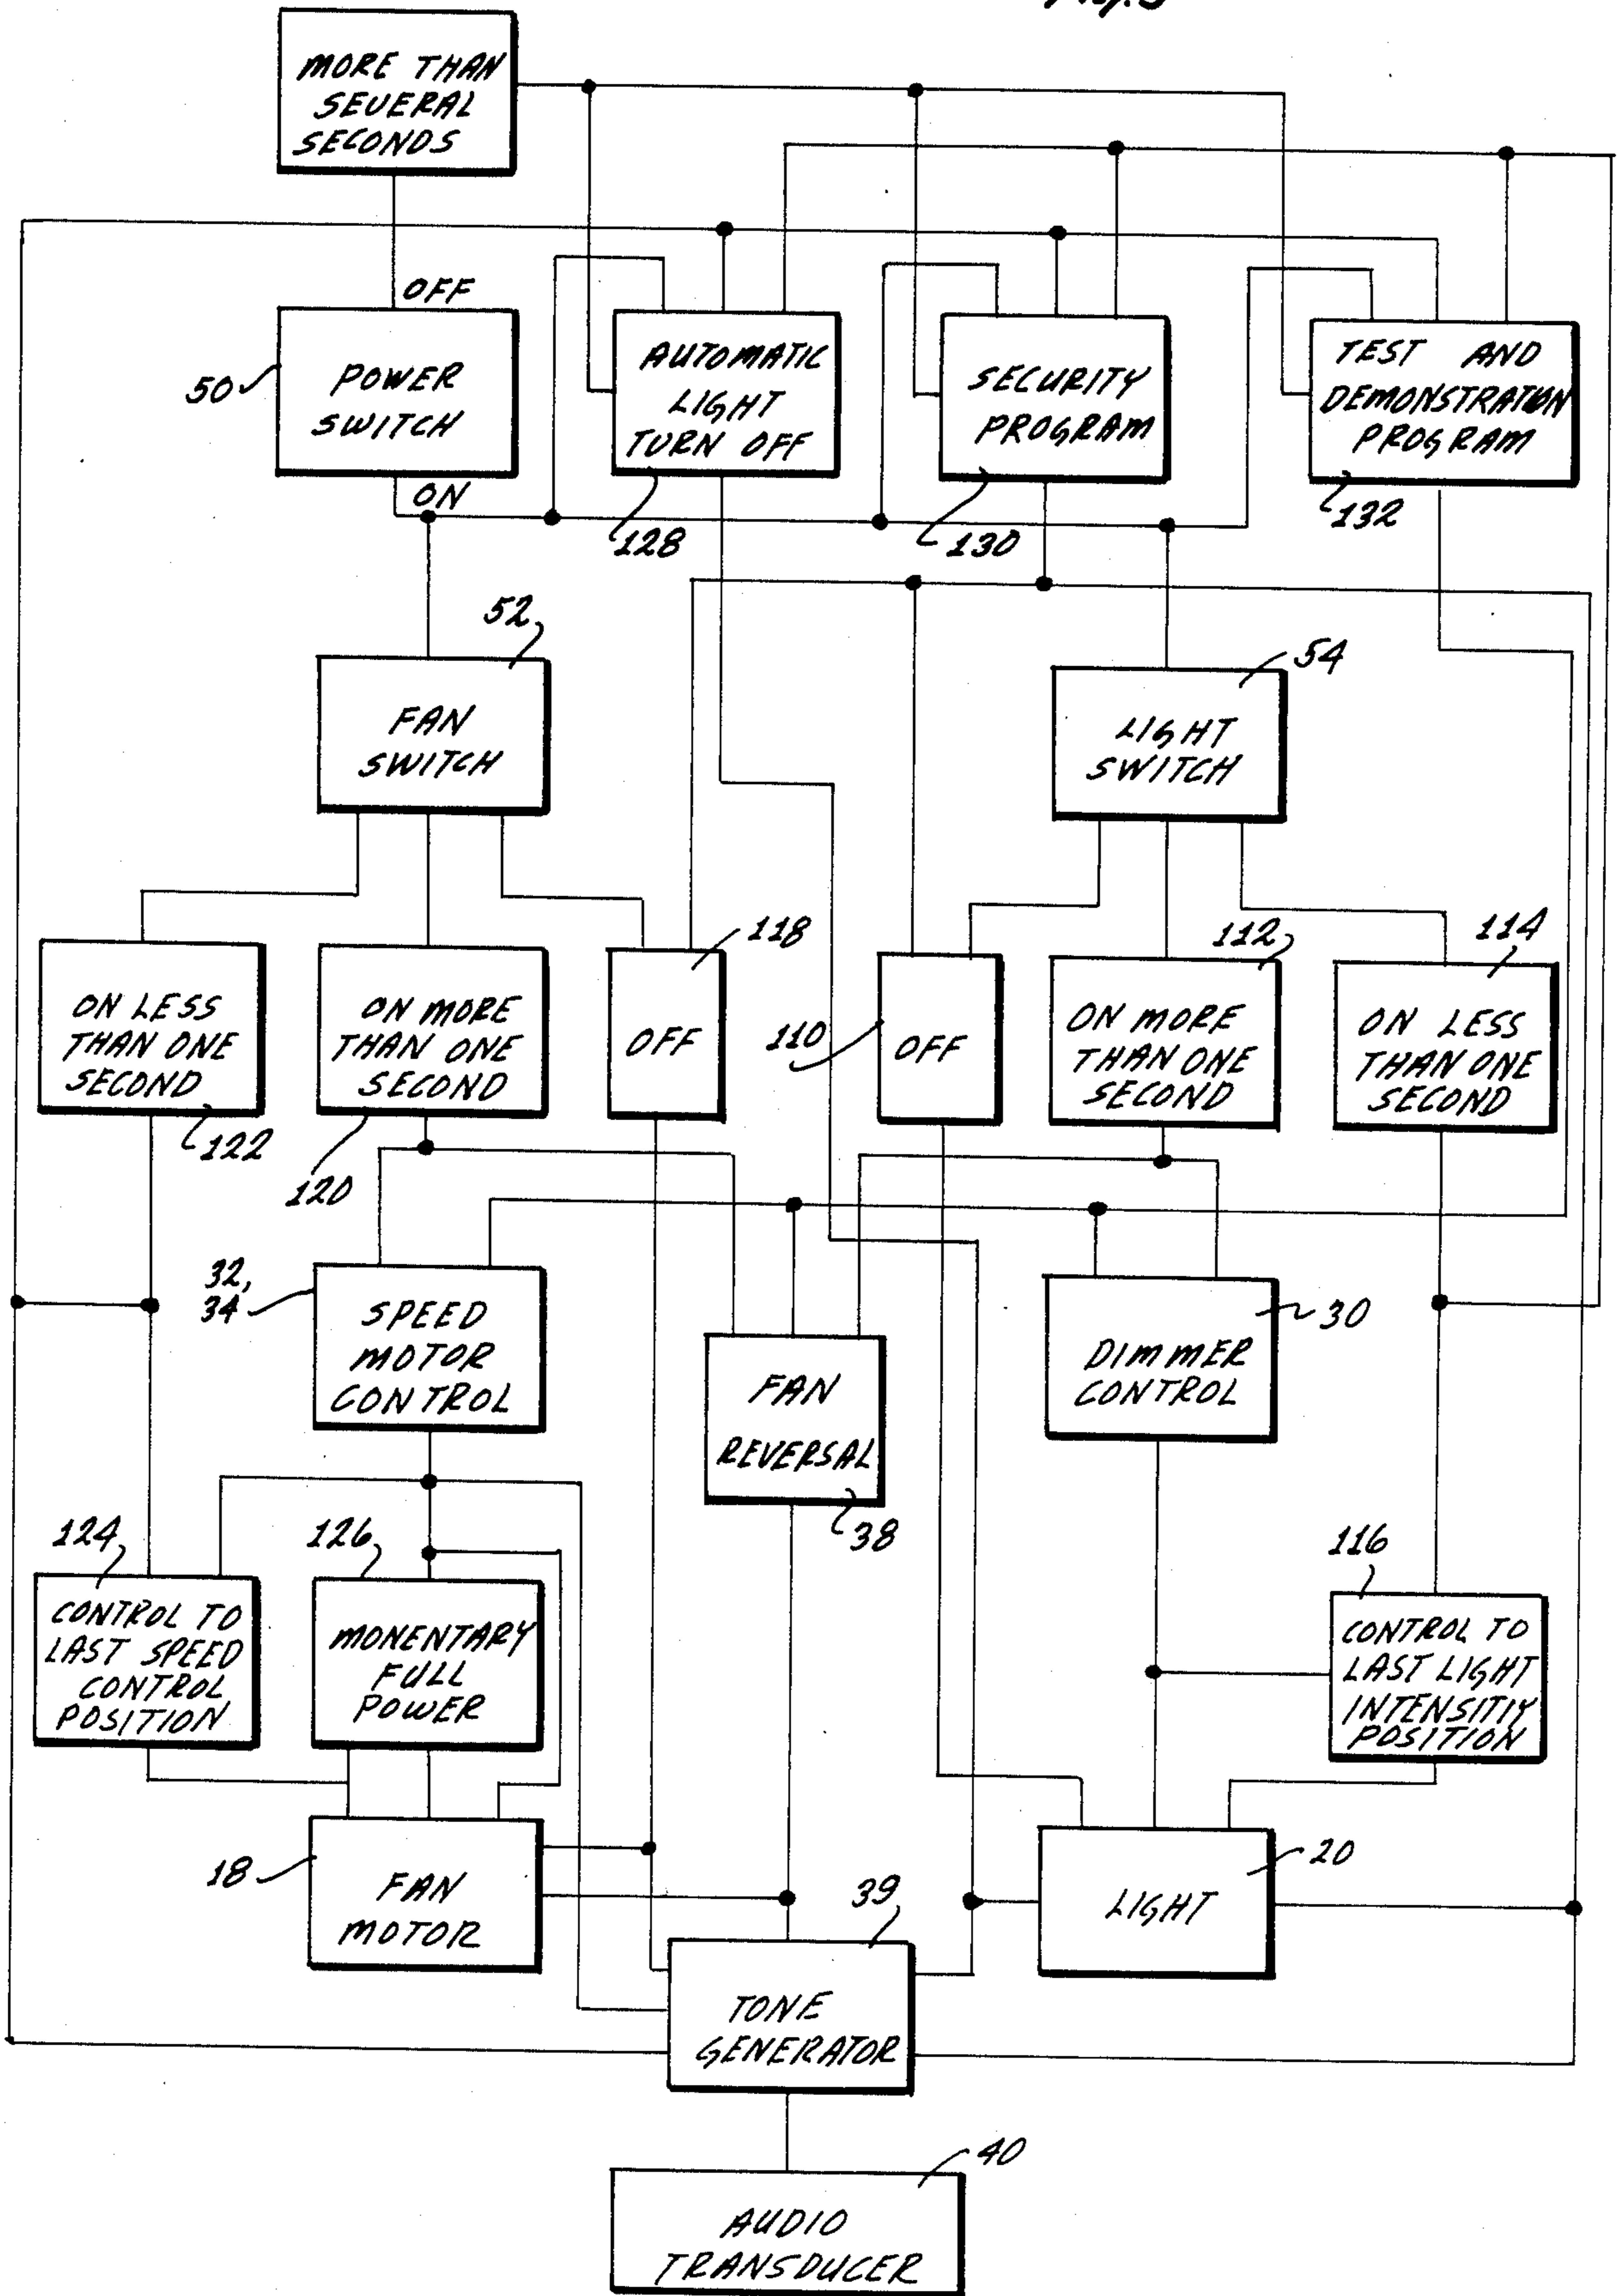 MORE THAN
SEVERAL
SECONDS
OFF
50
POWER
SWITCH
ON
AUTOMATIC
LIGHT
TURN OFF
128
SECURITY
PROGRAM
130
TEST AND
DEMONSTRATION
PROGRAM
132
52
FAN
SWITCH
54
LIGHT
SWITCH
ON LESS
THAN ONE
SECOND
122
ON MORE
THAN ONE
SECOND
120
118
OFF
110
OFF
112
ON MORE
THAN ONE
SECOND
114
ON LESS
THAN ONE
SECOND
32,
34
SPEED
MOTOR
CONTROL
FAN
REVERSAL
38
30
DIMMER
CONTROL
124
CONTROL TO
LAST SPEED
CONTROL
POSITION
126
MONENTARY
FULL
POWER
116
CONTROL TO
LAST LIGHT
INTENSITIY
POSITION
18
FAN
MOTOR
20
LIGHT
39
TONE
GENERATOR
40
AUDIO
TRANSDUCER